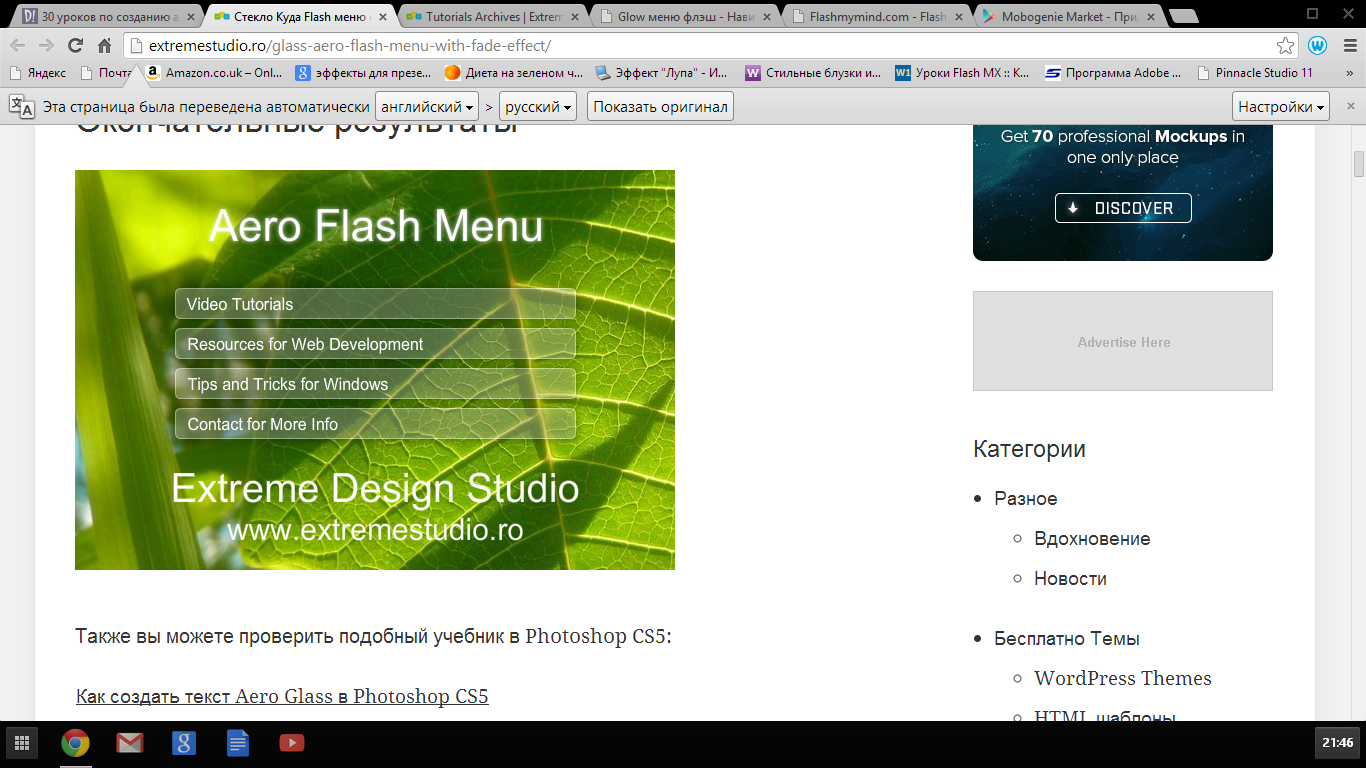 30 уроков по созданию а
Стекло Куда Flash меню
Tutorials Archives | Extrem
Glow меню флэш - Нави
Flashmymind.com - Flash
Mobogenie Market - При
extremestudio.ro/glass-aero-flash-menu-with-fade-effect/
Яндекс
Почта
Amazon.co.uk – Onl...
эффекты для презе...
Диета на зеленом ч...
Эффект "Лупа" - И...
Стильные блузки и...
Уроки Flash MX :: К...
Программа Adobe ...
Pinnacle Studio 11
»
Эта страница была переведена автоматически английский > русский Показать оригинал Настройки
Окончательные результаты
Aero Flash Menu
Video Tutorials
Resources for Web Development
Tips and Tricks for Windows
Contact for More Info
Extreme Design Studio
www.extremestudio.ro
Также вы можете проверить подобный учебник в Photoshop CS5:
Как создать текст Aero Glass в Photoshop CS5
Get 70 professional Mockups in
one only place
DISCOVER
Advertise Here
Категории
Разное
Вдохновение
Новости
Бесплатно Темы
WordPress Themes
HTML шаблоны
21:46